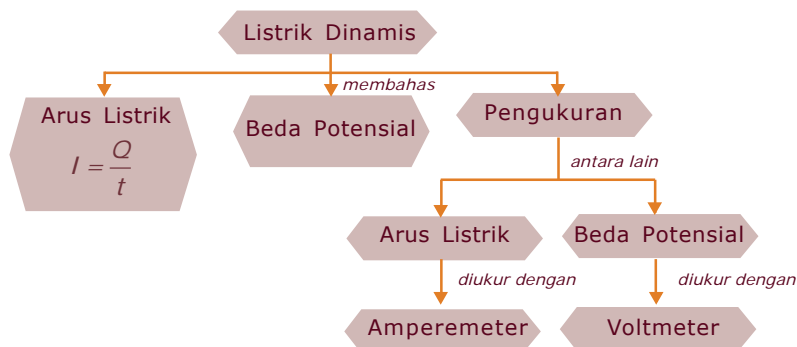 Listrik Dinamis
membahas
Arus Listrik
I = Q/t
Beda Potensial
Pengukuran
antara lain
Arus Listrik
Beda Potensial
diukur dengan
diukur dengan
Amperemeter
Voltmeter